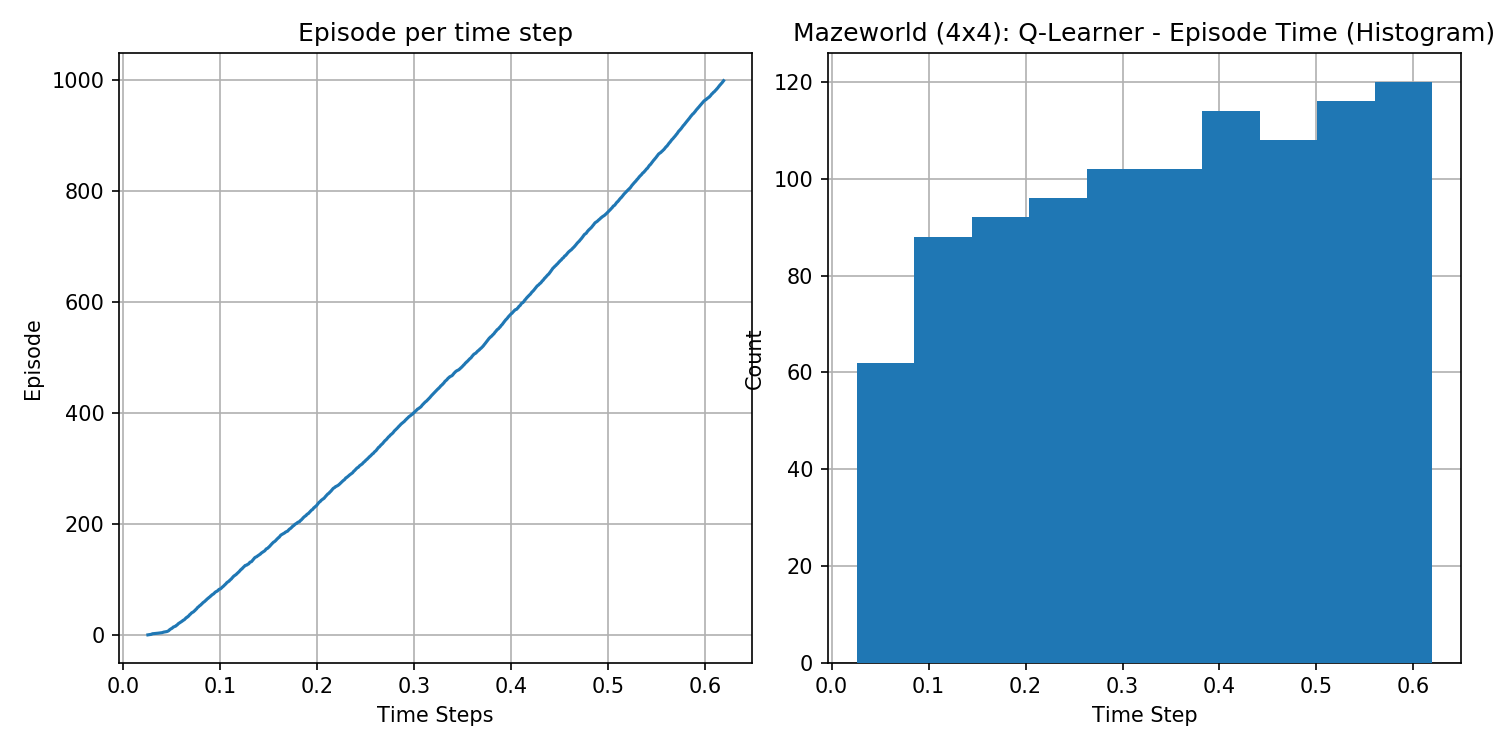 Episode per time step
1000
800
600
400
200
0
Episode
0.0 0.1 0.2 0.3 0.4 0.5 0.6
Time Steps
Mazeworld (4x4): Q-Learner - Episode Time (Histogram)
120
100
80
60
40
20
0
Count
0.0 0.1 0.2 0.3 0.4 0.5 0.6
Time Step